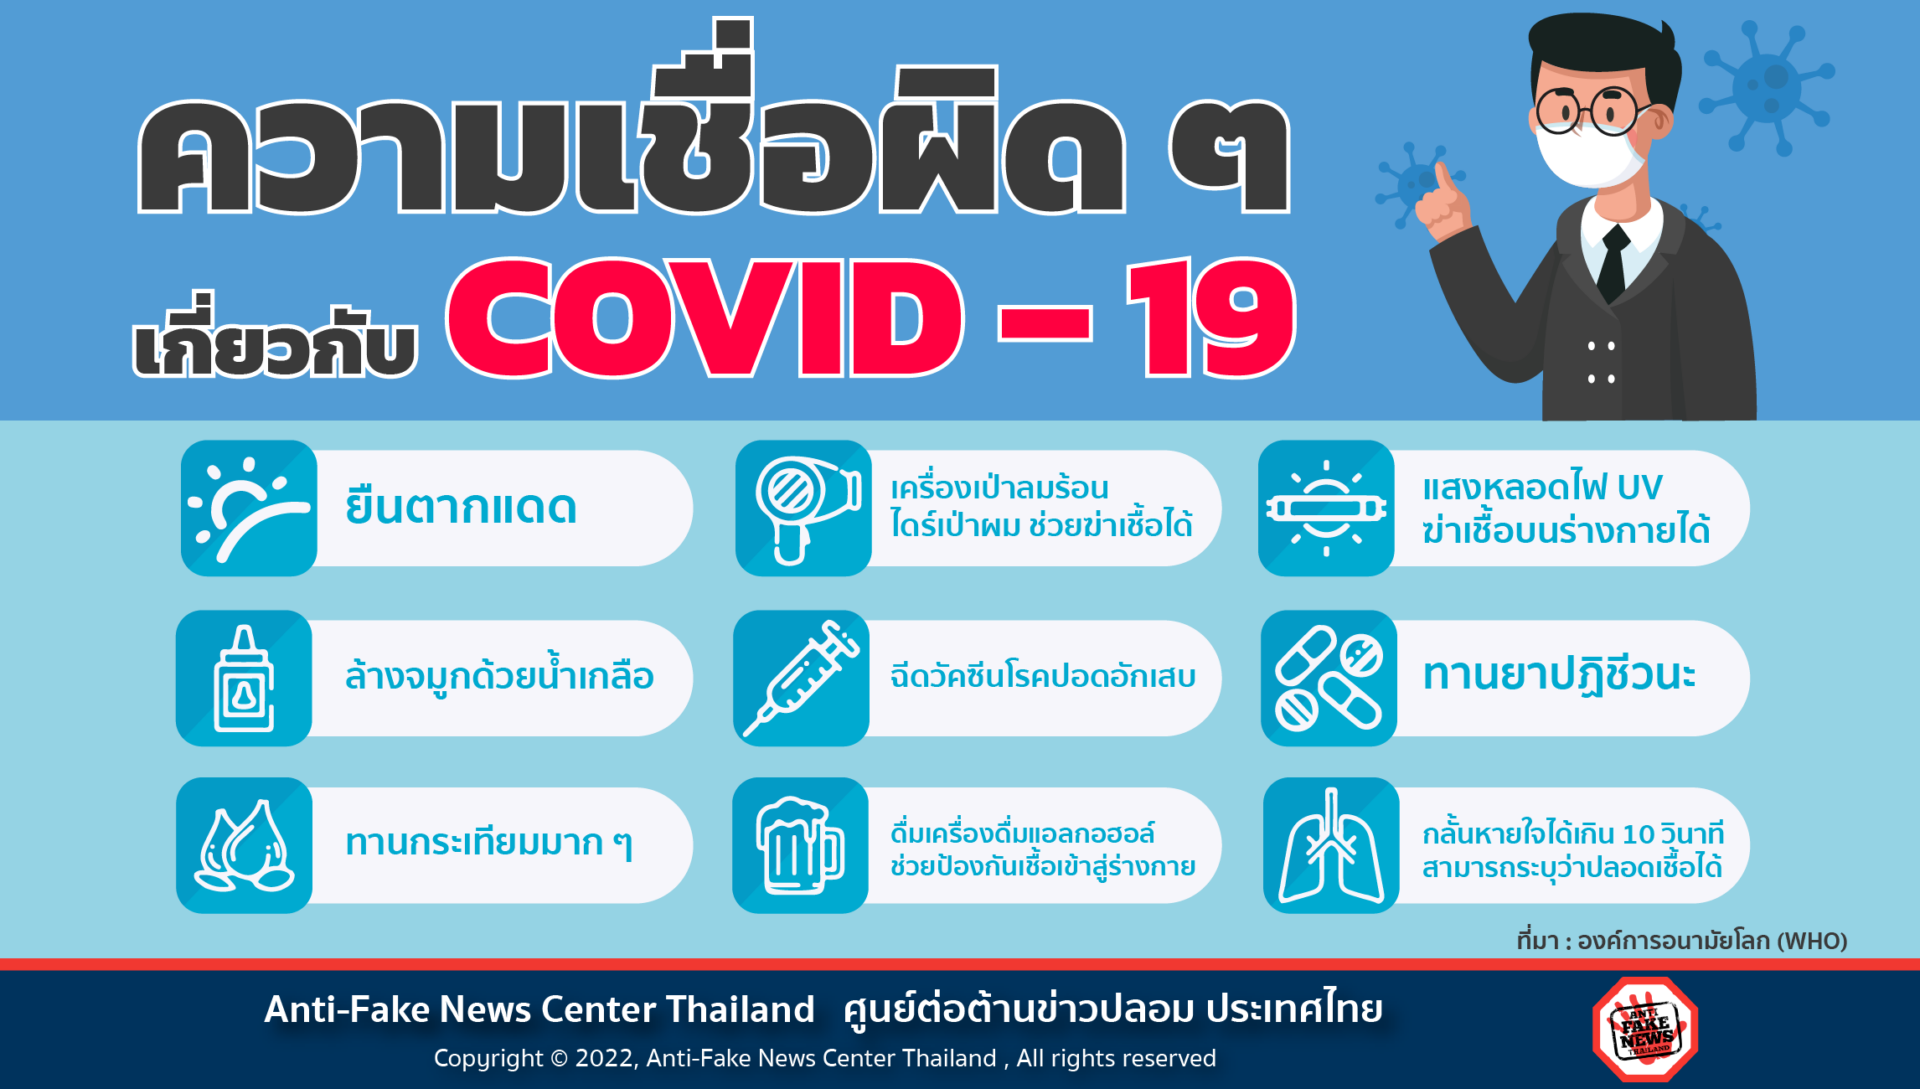 ความเชื่อผิด ๆ
เกี่ยวกับ COVID – 19
ยืนตากแดด
เครื่องเป่าลมร้อน
ไดร์เป่าผม ช่วยฆ่าเชื้อได้
แสงหลอดไฟ UV
ฆ่าเชื้อบนร่างกายได้
ล้างจมูกด้วยน้ำเกลือ
ฉีดวัคซีนโรคปอดอักเสบ
ทานยาปฏิชีวนะ
ทานกระเทียมมาก ๆ
ดื่มเครื่องดื่มแอลกอฮอล์
ช่วยป้องกันเชื้อเข้าสู่ร่างกาย
กลั้นหายใจได้เกิน 10 วินาที
สามารถระบุว่าปลอดเชื้อได้
ที่มา : องค์การอนามัยโลก (WHO)
Anti-Fake News Center Thailand ศูนย์ต่อต้านข่าวปลอม ประเทศไทย
Copyright © 2022, Anti-Fake News Center Thailand , All rights reserved
ANTI
FAKE
NEWS
THAILAND